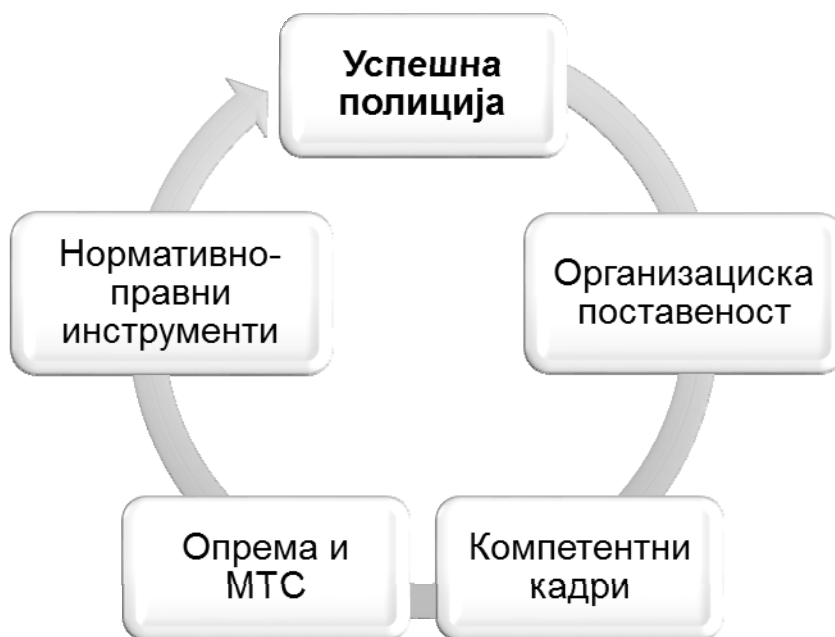 Успешна
полиција
Организациска
поставеност
Компетентни
кадри
Опрема и
МТС
Нормативно-
правни
инструменти